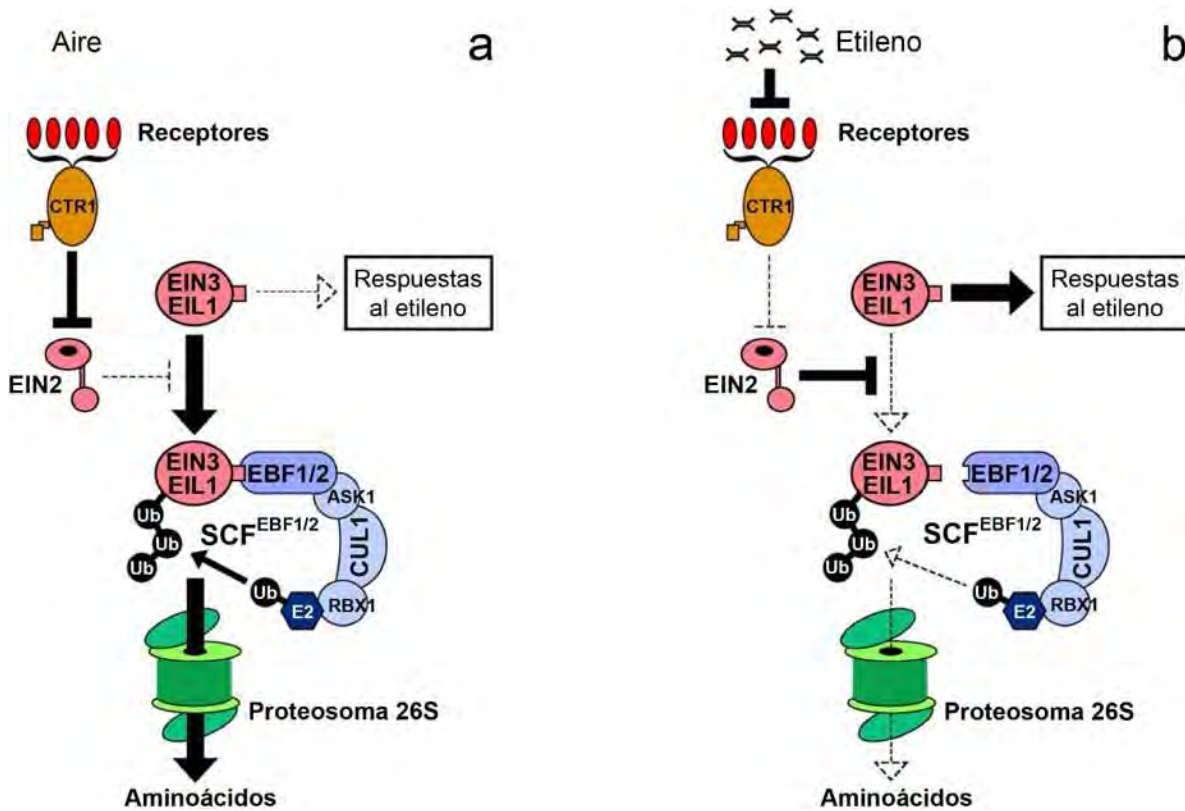 Aire
a
Receptores
CTR1
EIN3
EIL1
Respuestas
al etileno
EIN2
EIN3
EIL1
EBF1/2
ASK1
Ub
Ub
Ub
SCF^EBF1/2
CUL1
Ub
E2
RBX1
Proteosoma 26S
Aminoácidos
Etileno
b
Receptores
CTR1
EIN3
EIL1
Respuestas
al etileno
EIN2
EIN3
EIL1
EBF1/2
ASK1
Ub
Ub
Ub
SCF^EBF1/2
CUL1
Ub
E2
RBX1
Proteosoma 26S
Aminoácidos